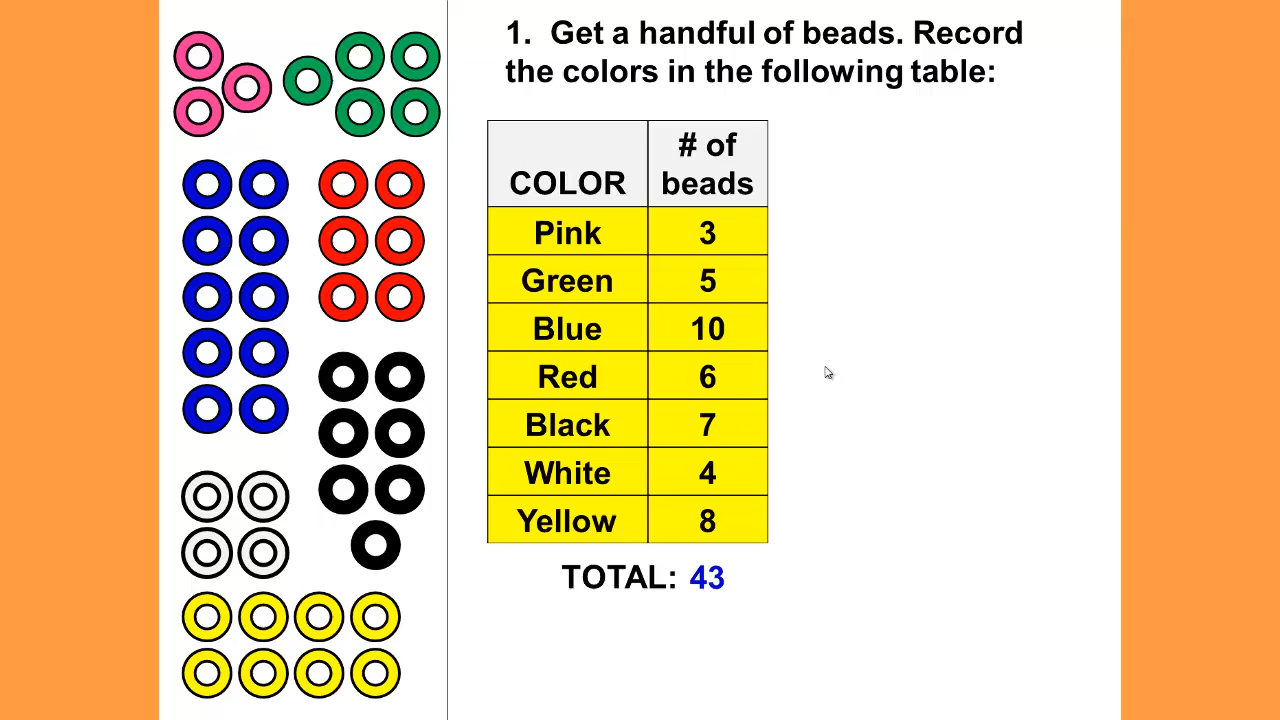 1.  Get a handful of beads. Record
the colors in the following table:
COLOR # of beads
Pink 3
Green 5
Blue 10
Red 6
Black 7
White 4
Yellow 8
TOTAL: 43